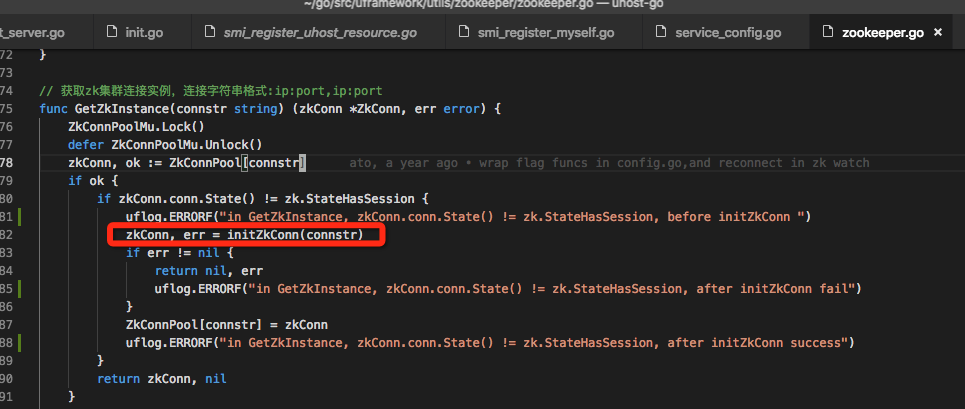 ~/go/src/uframework/utils/zookeeper/zookeeper.go — uhost-go
t_server.go init.go smi_register_uhost_resource.go smi_register_myself.go service_config.go zookeeper.go ×
72 }
73
74 // 获取zk集群连接实例，连接字符串格式:ip:port,ip:port
75 func GetZkInstance(connstr string) (zkConn *ZkConn, err error) {
76 ZkConnPoolMu.Lock()
77 defer ZkConnPoolMu.Unlock()
78 zkConn, ok := ZkConnPool[connstr] ato, a year ago • wrap flag funcs in config.go,and reconnect in zk watch
79 if ok {
80 if zkConn.conn.State() != zk.StateHasSession {
81 uflog.ERRORF("in GetZkInstance, zkConn.conn.State() != zk.StateHasSession, before initZkConn ")
82 zkConn, err = initZkConn(connstr)
83 if err != nil {
84 return nil, err
85 uflog.ERRORF("in GetZkInstance, zkConn.conn.State() != zk.StateHasSession, after initZkConn fail")
86 }
87 ZkConnPool[connstr] = zkConn
88 uflog.ERRORF("in GetZkInstance, zkConn.conn.State() != zk.StateHasSession, after initZkConn success")
89 }
90 return zkConn, nil
91 }